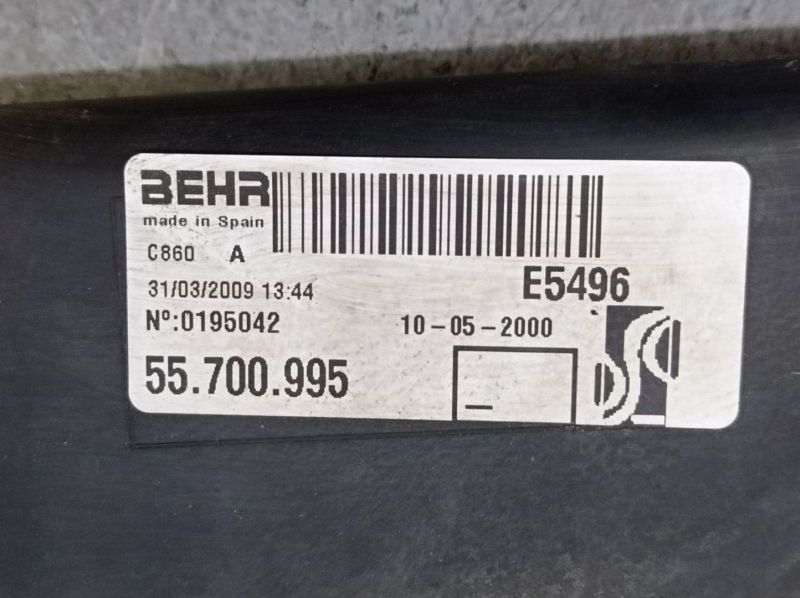 BEHR
made in Spain
C860 A
31/03/2009 13:44
E5496
Nº:0195042
10-05-2000
55.700.995